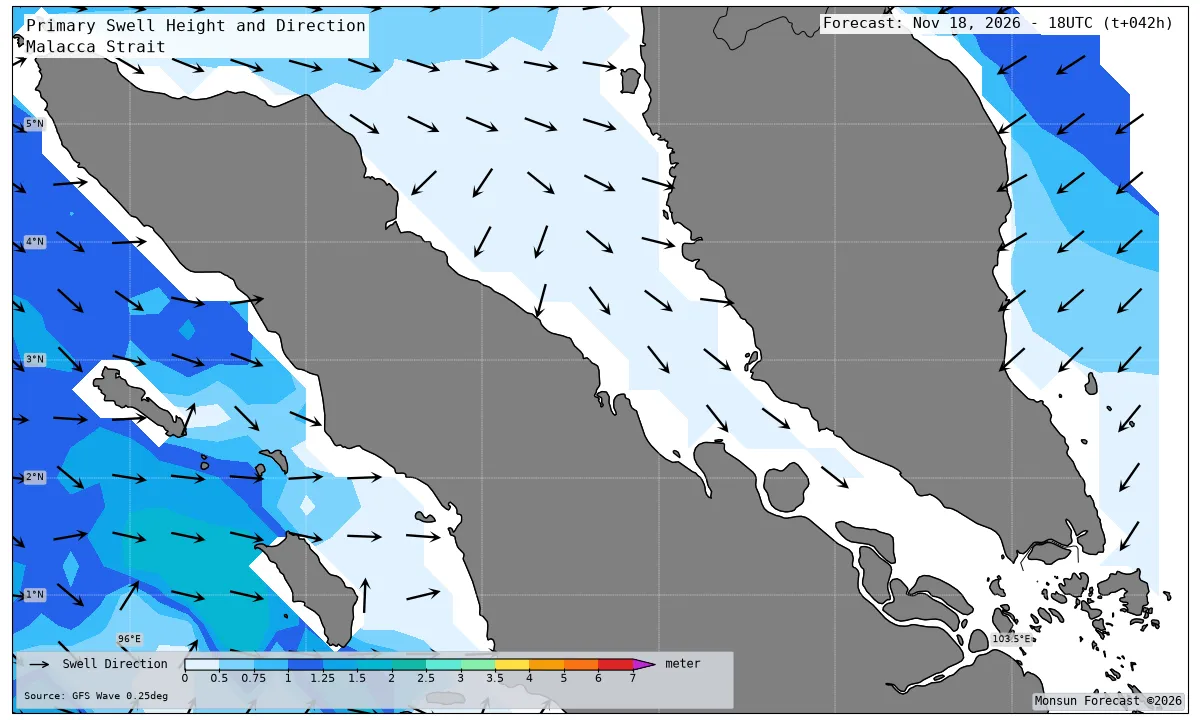 Primary Swell Height and Direction
Malacca Strait
Forecast: Nov 18, 2026 - 18UTC (t+042h)
5°N
4°N
3°N
2°N
1°N
96°E
103.5°E
Swell Direction
0 0.5 0.75 1 1.25 1.5 2 2.5 3 3.5 4 5 6 7
meter
Source: GFS Wave 0.25deg
Monsun Forecast ©2026